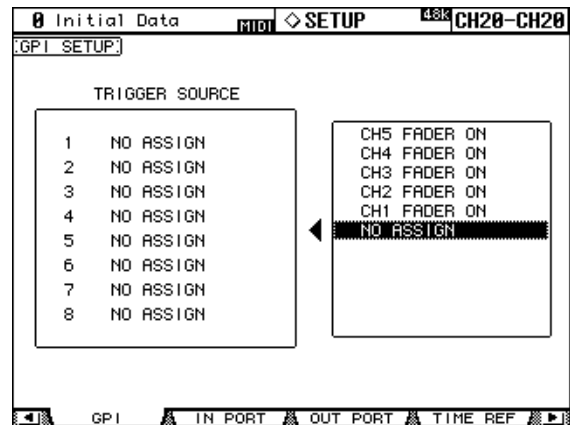 0 Initial Data MIDI ◇SETUP 48K CH20-CH20
GPI SETUP
TRIGGER SOURCE
1 NO ASSIGN
2 NO ASSIGN
3 NO ASSIGN
4 NO ASSIGN
5 NO ASSIGN
6 NO ASSIGN
7 NO ASSIGN
8 NO ASSIGN
CH5 FADER ON
CH4 FADER ON
CH3 FADER ON
CH2 FADER ON
CH1 FADER ON
NO ASSIGN
GPI IN PORT OUT PORT TIME REF